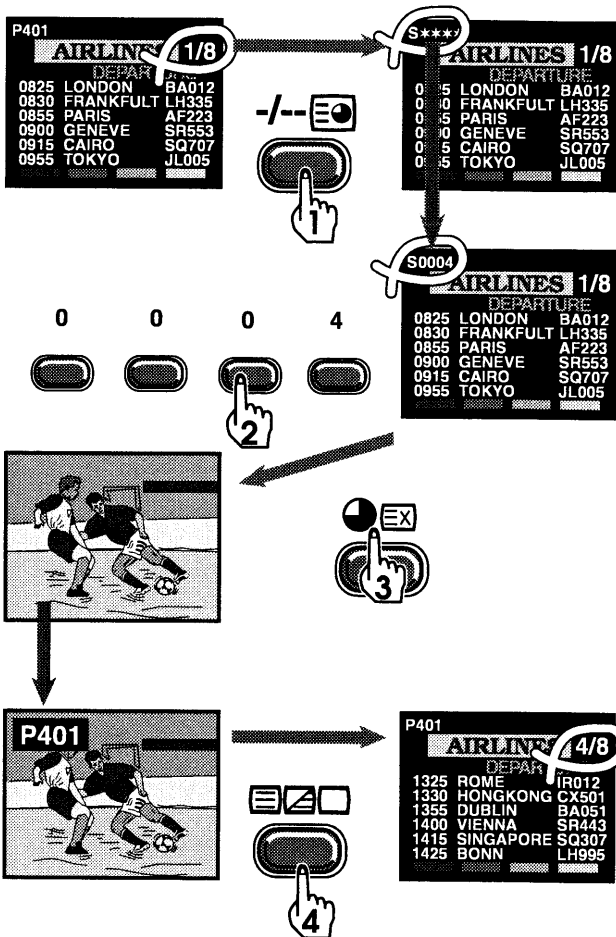 P401
AIRLINES 1/8
DEPARTURE
0825 LONDON BA012
0830 FRANKFULT LH335
0855 PARIS AF223
0900 GENEVE SR553
0915 CAIRO SQ707
0955 TOKYO JL005
-/--
1
S****
AIRLINES 1/8
DEPARTURE
LONDON BA012
FRANKFULT LH335
PARIS AF223
GENEVE SR553
CAIRO SQ707
TOKYO JL005
S0004
AIRLINES 1/8
DEPARTURE
0825 LONDON BA012
0830 FRANKFULT LH335
0855 PARIS AF223
0900 GENEVE SR553
0915 CAIRO SQ707
0955 TOKYO JL005
0 0 0 4
2
X
3
P401
4
P401
AIRLINES 4/8
DEPAR
1325 ROME IR012
1330 HONGKONG CX501
1355 DUBLIN BA051
1400 VIENNA SR443
1415 SINGAPORE SQ307
1425 BONN LH995